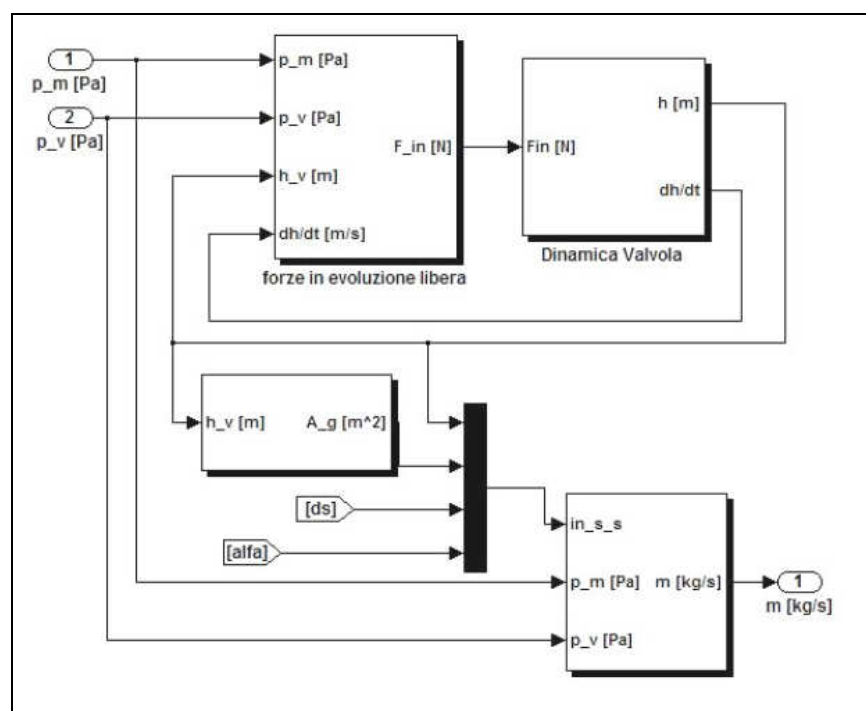 1
p_m [Pa]
2
p_v [Pa]
p_m [Pa]
p_v [Pa]
h_v [m]
dh/dt [m/s]
F_in [N]
forze in evoluzione libera
Fin [N]
h [m]
dh/dt
Dinamica Valvola
h_v [m]
A_g [m^2]
[ds]
[alfa]
in_s_s
p_m [Pa]
p_v [Pa]
m [kg/s]
1
m [kg/s]